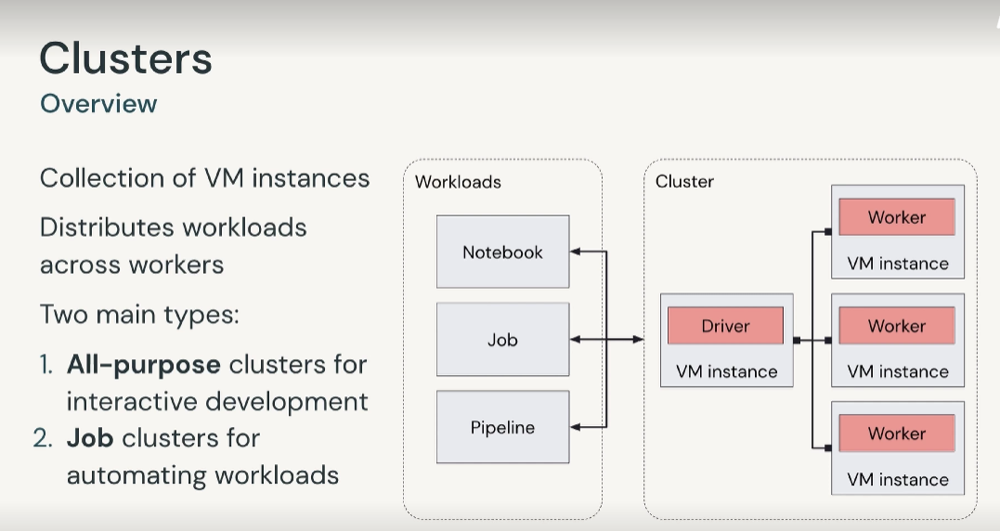 Clusters
Overview
Collection of VM instances
Distributes workloads
across workers
Two main types:
1. All-purpose clusters for
interactive development
2. Job clusters for
automating workloads
Workloads
Notebook
Job
Pipeline
Cluster
Driver
VM instance
Worker
VM instance
Worker
VM instance
Worker
VM instance